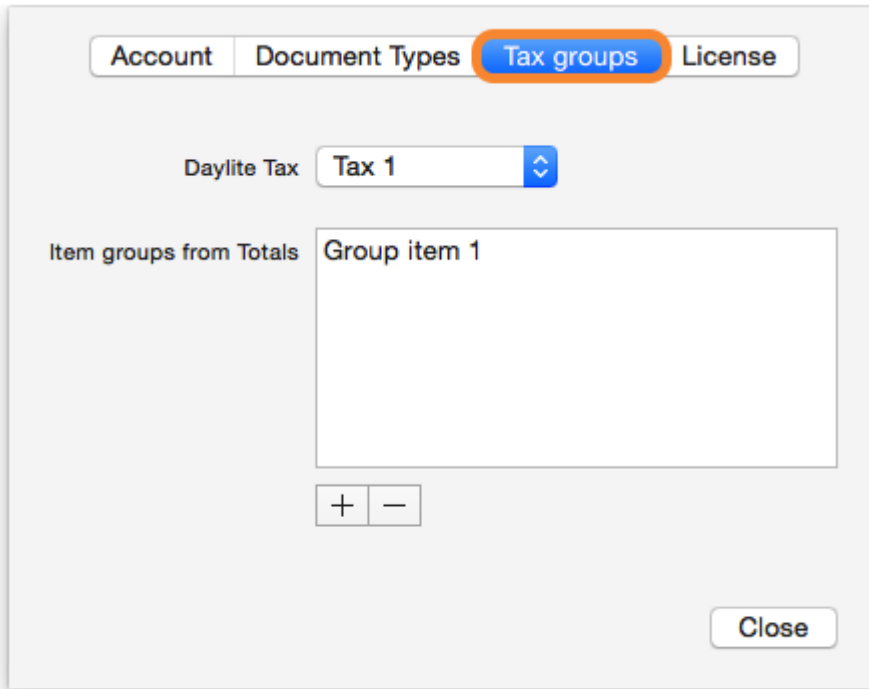 Account Document Types Tax groups License
Daylite Tax Tax 1
Item groups from Totals Group item 1
+ −
Close